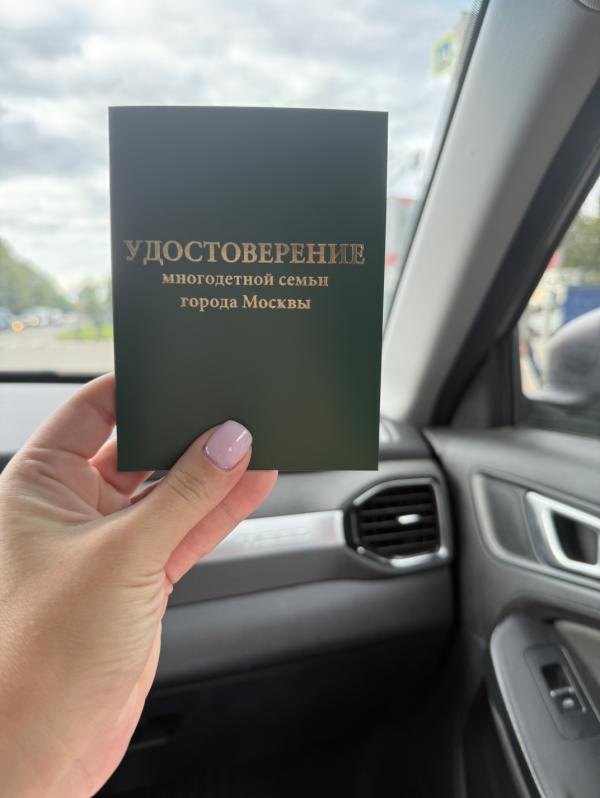 УДОСТОВЕРЕНИЕ
многодетной семьи
города Москвы